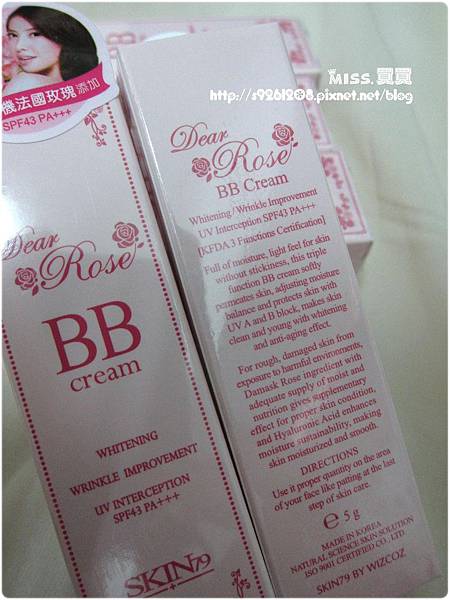 機法國玫瑰添加
SPF43 PA+++
Dear
Rose
BB
cream
WHITENING
WRINKLE IMPROVEMENT
UV INTERCEPTION
SPF43 PA+++
SKIN79
MISS.買買
http://s9261208.pixnet.net/blog
Dear
Rose
BB Cream
Whitening/Wrinkle Improvement
UV Interception SPF43 PA+++
[KFDA 3 Functions Certification]
Full of moisture, light feel for skin
without stickiness, this triple
function BB cream softly
permeates skin, adjusting moisture
balance and protects skin with
UV A and B block, makes skin
clean and young with whitening
and anti-aging effect.
For rough, damaged skin from
exposure to harmful environments,
Damask Rose ingredient with
adequate supply of moist and
nutrition gives supplementary
effect for proper skin condition,
and Hyaluronic Acid enhances
moisture sustainability, making
skin moisturized and smooth.
DIRECTIONS
Use it proper quantity on the area
of your face like patting at the last
step of skin care.
℮ 5 g
MADE IN KOREA
NATURAL SCIENCE SKIN SOLUTION
ISO 9001 CERTIFIED CO., LTD
SKIN79 BY WIZCOZ